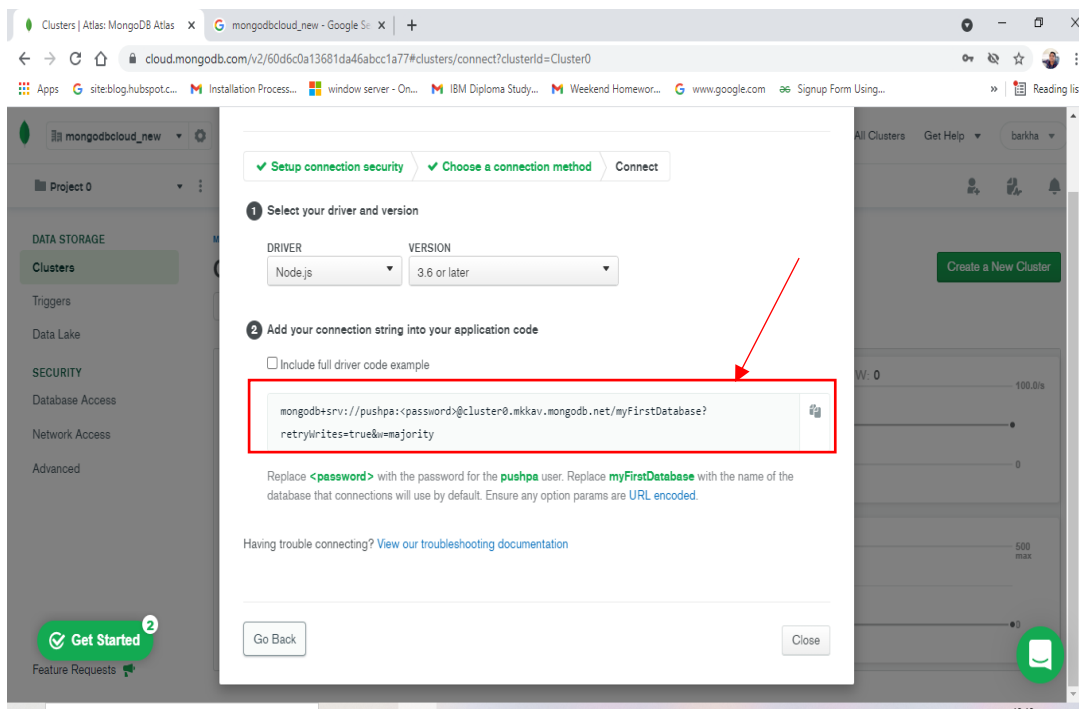 Clusters | Atlas: MongoDB Atlas
mongodbcloud_new - Google Se
cloud.mongodb.com/v2/60d6c0a13681da46abcc1a77#clusters/connect?clusterId=Cluster0
Apps
site:blog.hubspot.c...
Installation Process...
window server - On...
IBM Diploma Study...
Weekend Homewor...
www.google.com
Signup Form Using...
»
Reading lis
mongodbcloud_new
All Clusters
Get Help
barkha
Project 0
DATA STORAGE
Clusters
Triggers
Data Lake
SECURITY
Database Access
Network Access
Advanced
Get Started
2
Feature Requests
Create a New Cluster
Setup connection security
Choose a connection method
Connect
1 Select your driver and version
DRIVER
VERSION
Node.js
3.6 or later
2 Add your connection string into your application code
Include full driver code example
mongodb+srv://pushpa:<password>@cluster0.mkkav.mongodb.net/myFirstDatabase?
retryWrites=true&w=majority
Replace <password> with the password for the pushpa user. Replace myFirstDatabase with the name of the
database that connections will use by default. Ensure any option params are URL encoded.
Having trouble connecting? View our troubleshooting documentation
Go Back
Close
W: 0
100.0/s
0
500
max
0